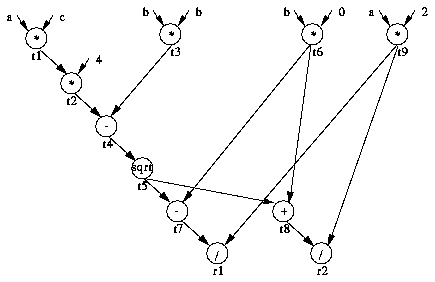 a c b b b 0 a 2
* * * *
t1 t3 t6 t9
* 4
t2
-
t4
sqrt
t5
- +
t7 t8
/ /
r1 r2